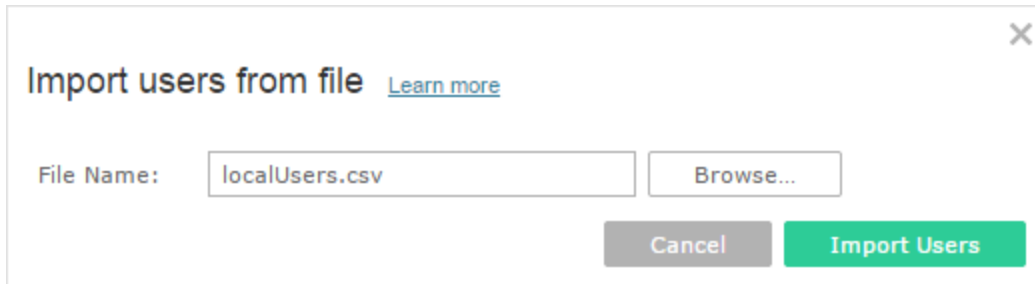 Import users from file Learn more
File Name: localUsers.csv Browse...
Cancel Import Users